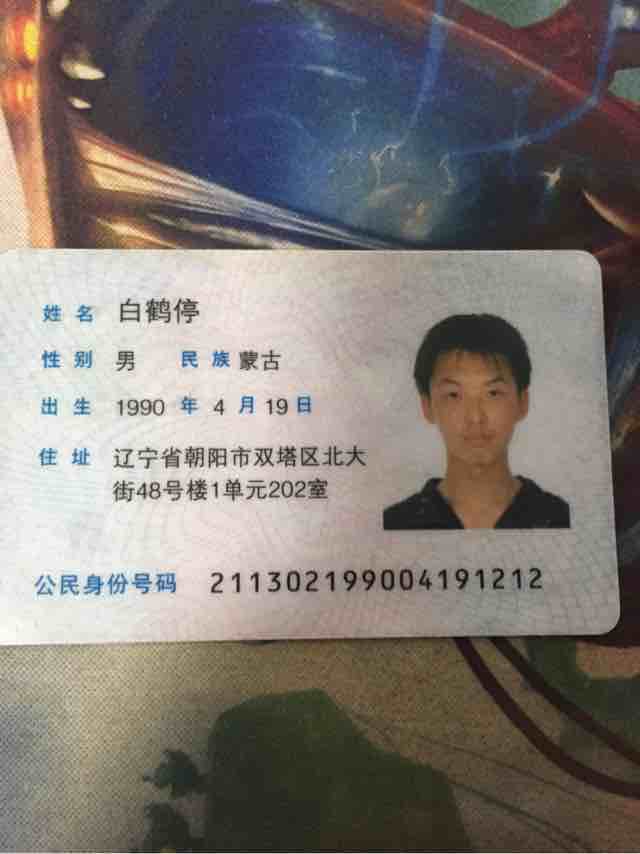 姓名 白鹤停
性别 男 民族 蒙古
出生 1990 年 4 月 19 日
住址 辽宁省朝阳市双塔区北大
街48号楼1单元202室
公民身份号码 211302199004191212